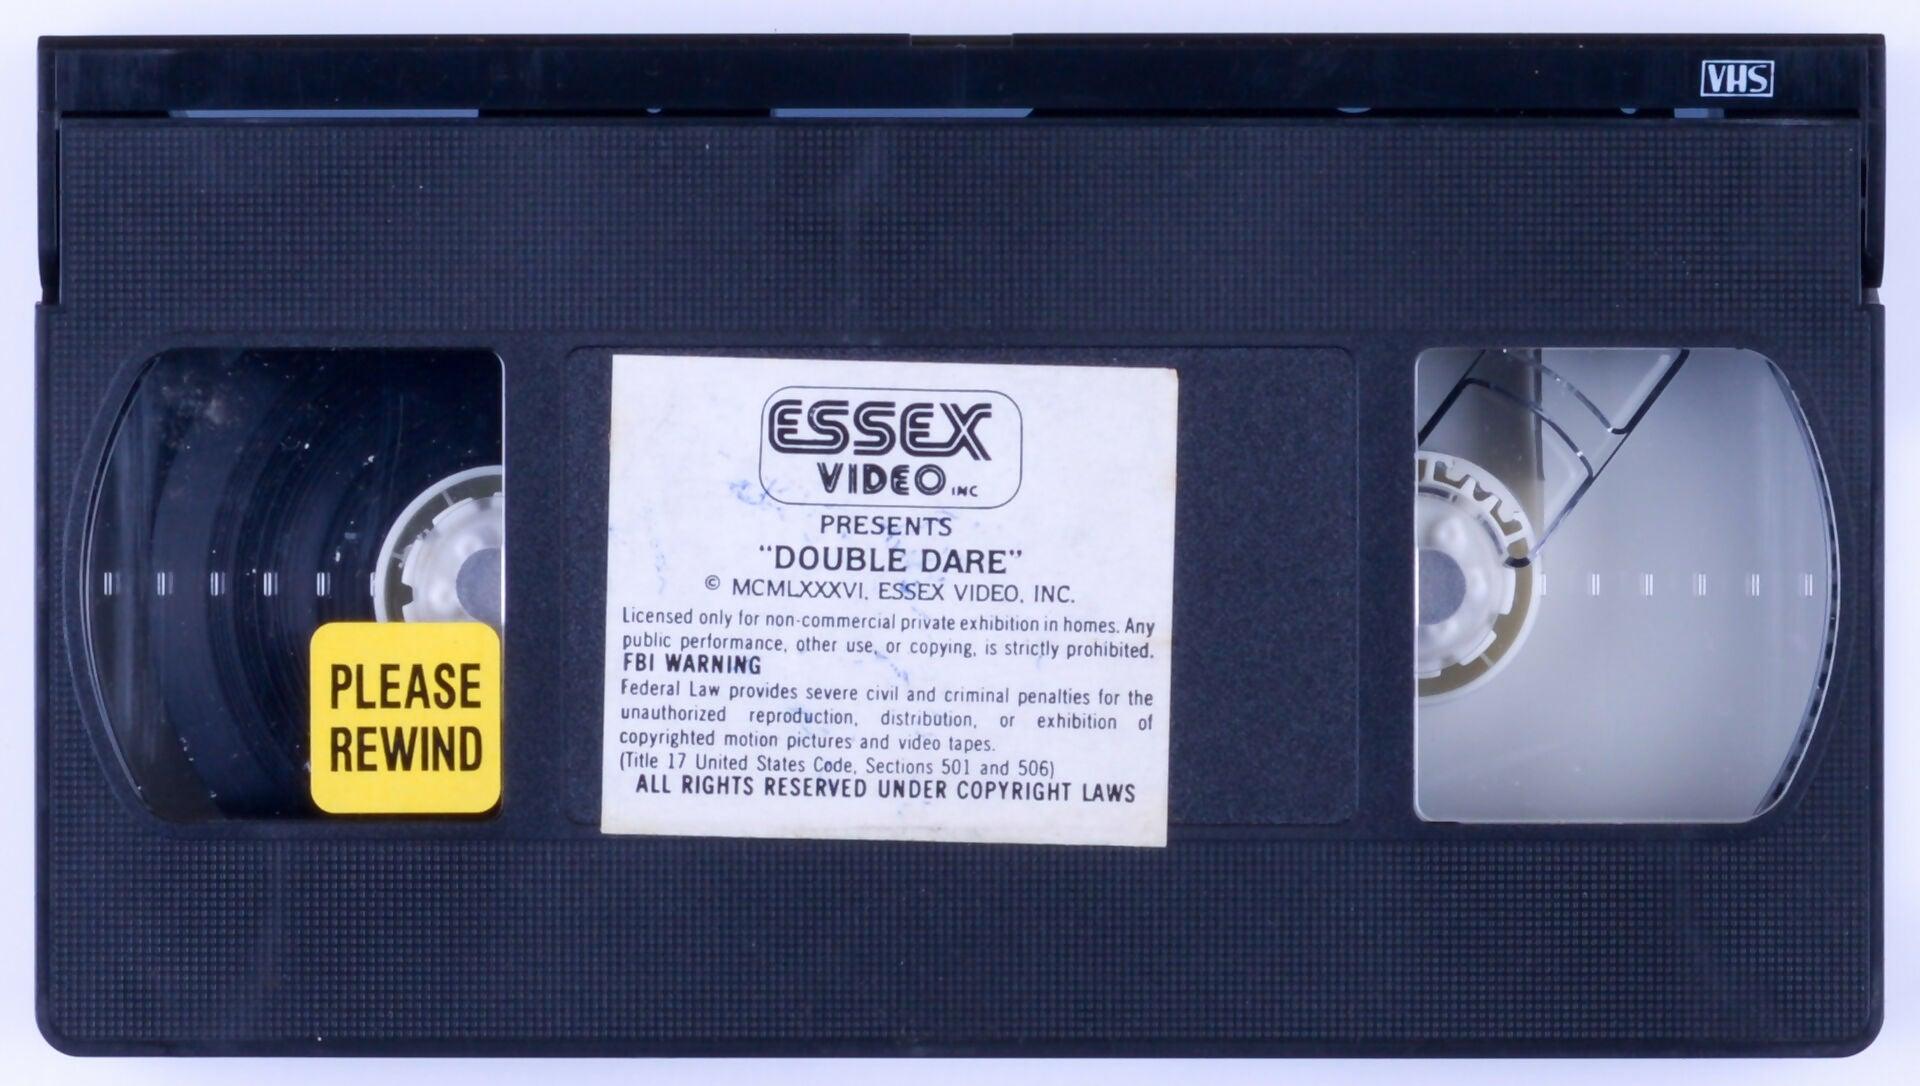 VHS
ESSEX
VIDEO INC
PRESENTS
"DOUBLE DARE"
© MCMLXXXVI. ESSEX VIDEO, INC.
Licensed only for non-commercial private exhibition in homes. Any
public performance, other use, or copying, is strictly prohibited.
FBI WARNING
Federal Law provides severe civil and criminal penalties for the
unauthorized reproduction, distribution, or exhibition of
copyrighted motion pictures and video tapes.
(Title 17 United States Code, Sections 501 and 506)
ALL RIGHTS RESERVED UNDER COPYRIGHT LAWS
PLEASE
REWIND